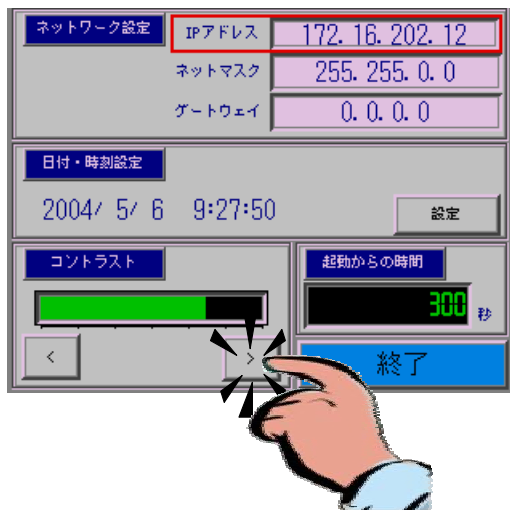 ネットワーク設定 IPアドレス 172. 16. 202. 12
ネットマスク 255. 255. 0. 0
ゲートウェイ 0. 0. 0. 0
日付・時刻設定
2004/ 5/ 6 9:27:50 設定
コントラスト 起動からの時間
300 秒
< > 終了